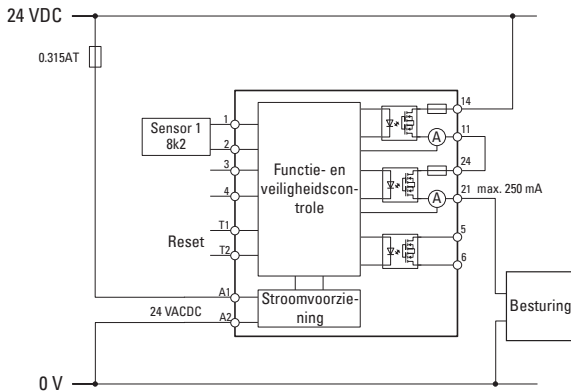 24 VDC
0.315AT
Sensor 1
8k2
1
2
3
4
Reset
T1
T2
A1
24 VACDC
A2
Functie- en
veiligheidscon-
trole
Stroomvoorzie-
ning
14
A
11
24
A
21 max. 250 mA
5
6
Besturing
0 V